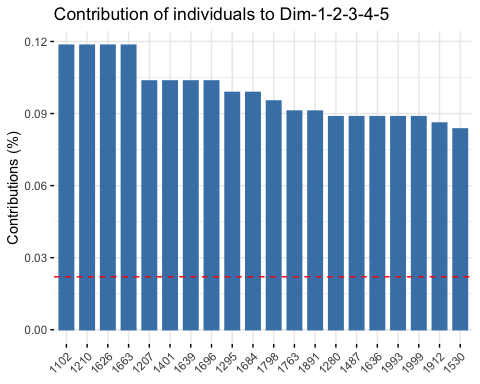 Contribution of individuals to Dim-1-2-3-4-5
Contributions (%)
0.12
0.09
0.06
0.03
0.00
1102 1210 1626 1663 1207 1401 1639 1696 1295 1684 1798 1763 1891 1280 1487 1636 1993 1999 1912 1530